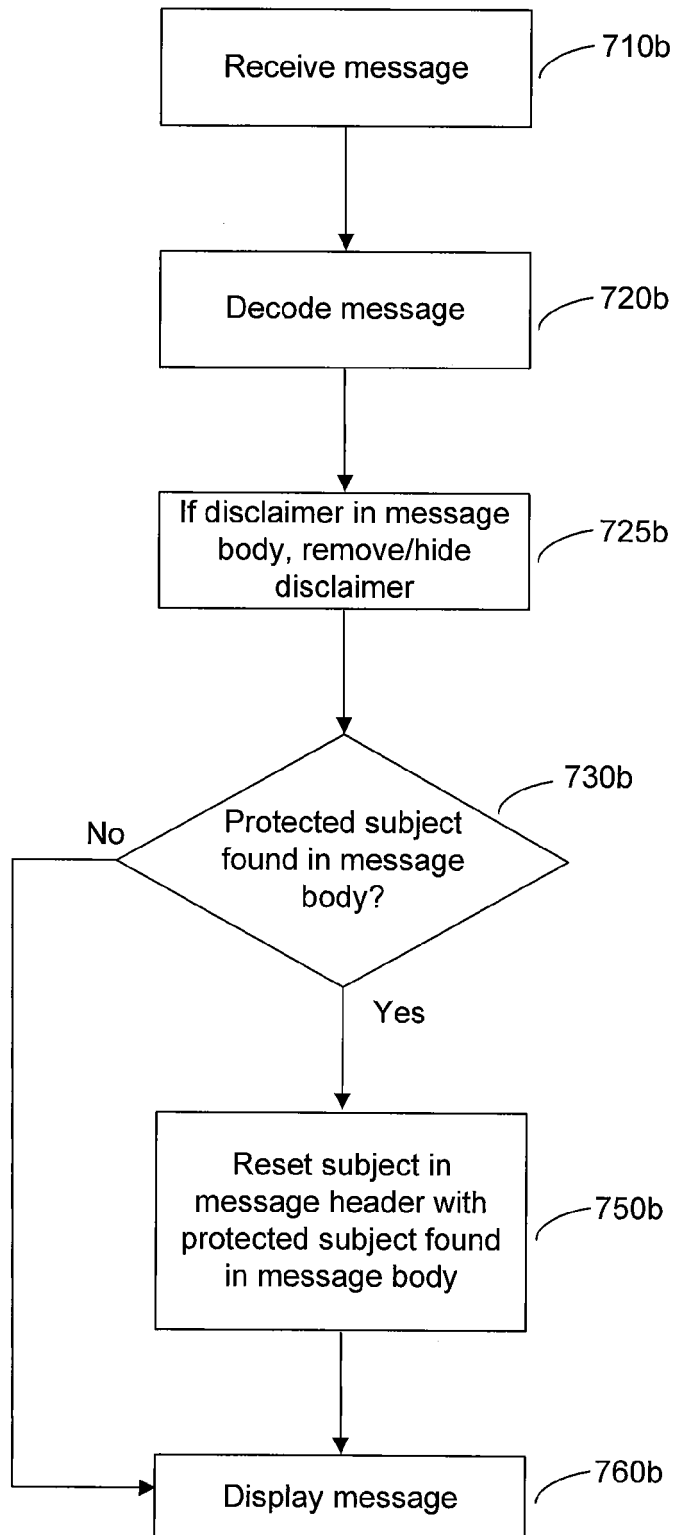 Receive message
710b
Decode message
720b
If disclaimer in message
body, remove/hide
disclaimer
725b
730b
Protected subject
found in message
body?
No
Yes
Reset subject in
message header with
protected subject found
in message body
750b
Display message
760b